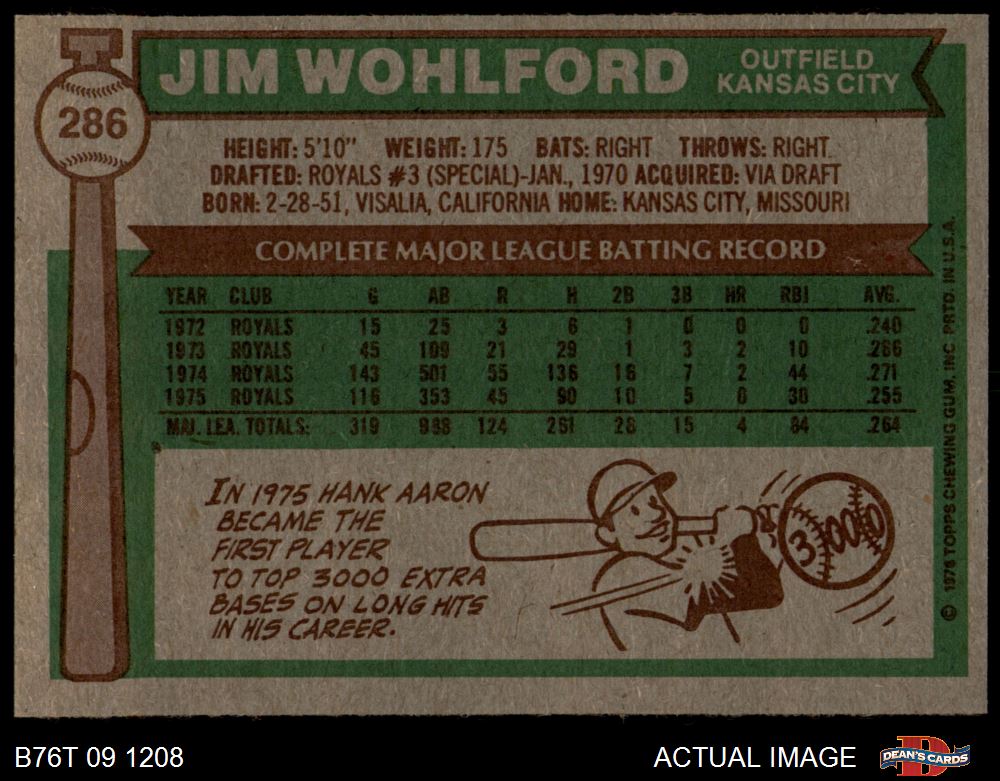 286
JIM WOHLFORD
OUTFIELD
KANSAS CITY
HEIGHT: 5'10" WEIGHT: 175 BATS: RIGHT THROWS: RIGHT
DRAFTED: ROYALS #3 (SPECIAL)-JAN., 1970 ACQUIRED: VIA DRAFT
BORN: 2-28-51, VISALIA, CALIFORNIA HOME: KANSAS CITY, MISSOURI
COMPLETE MAJOR LEAGUE BATTING RECORD
YEAR CLUB G AB R H 2B 3B HR RBI AVG.
1972 ROYALS 15 25 3 6 1 0 0 0 .240
1973 ROYALS 45 109 21 29 1 3 2 10 .266
1974 ROYALS 143 501 55 136 16 7 2 44 .271
1975 ROYALS 116 353 45 90 10 5 0 30 .255
MAJ. LEA. TOTALS: 319 988 124 261 28 15 4 84 .264
IN 1975 HANK AARON
BECAME THE
FIRST PLAYER
TO TOP 3000 EXTRA
BASES ON LONG HITS
IN HIS CAREER.
3,000
© 1976 TOPPS CHEWING GUM, INC PRTD. IN U.S.A.
B76T 09 1208
ACTUAL IMAGE
D
DEAN'S CARDS